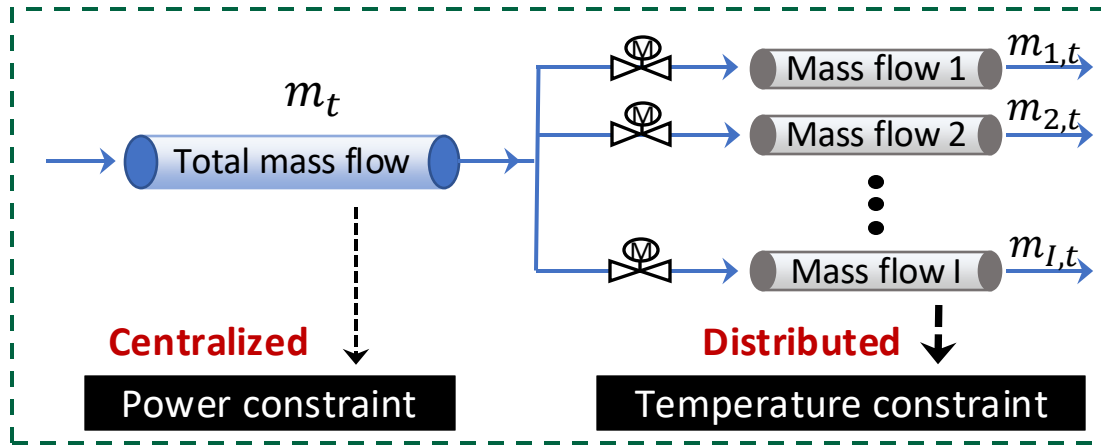 m_t
Total mass flow
M
Mass flow 1
m_{1,t}
M
Mass flow 2
m_{2,t}
M
Mass flow I
m_{I,t}
Centralized
Distributed
Power constraint
Temperature constraint